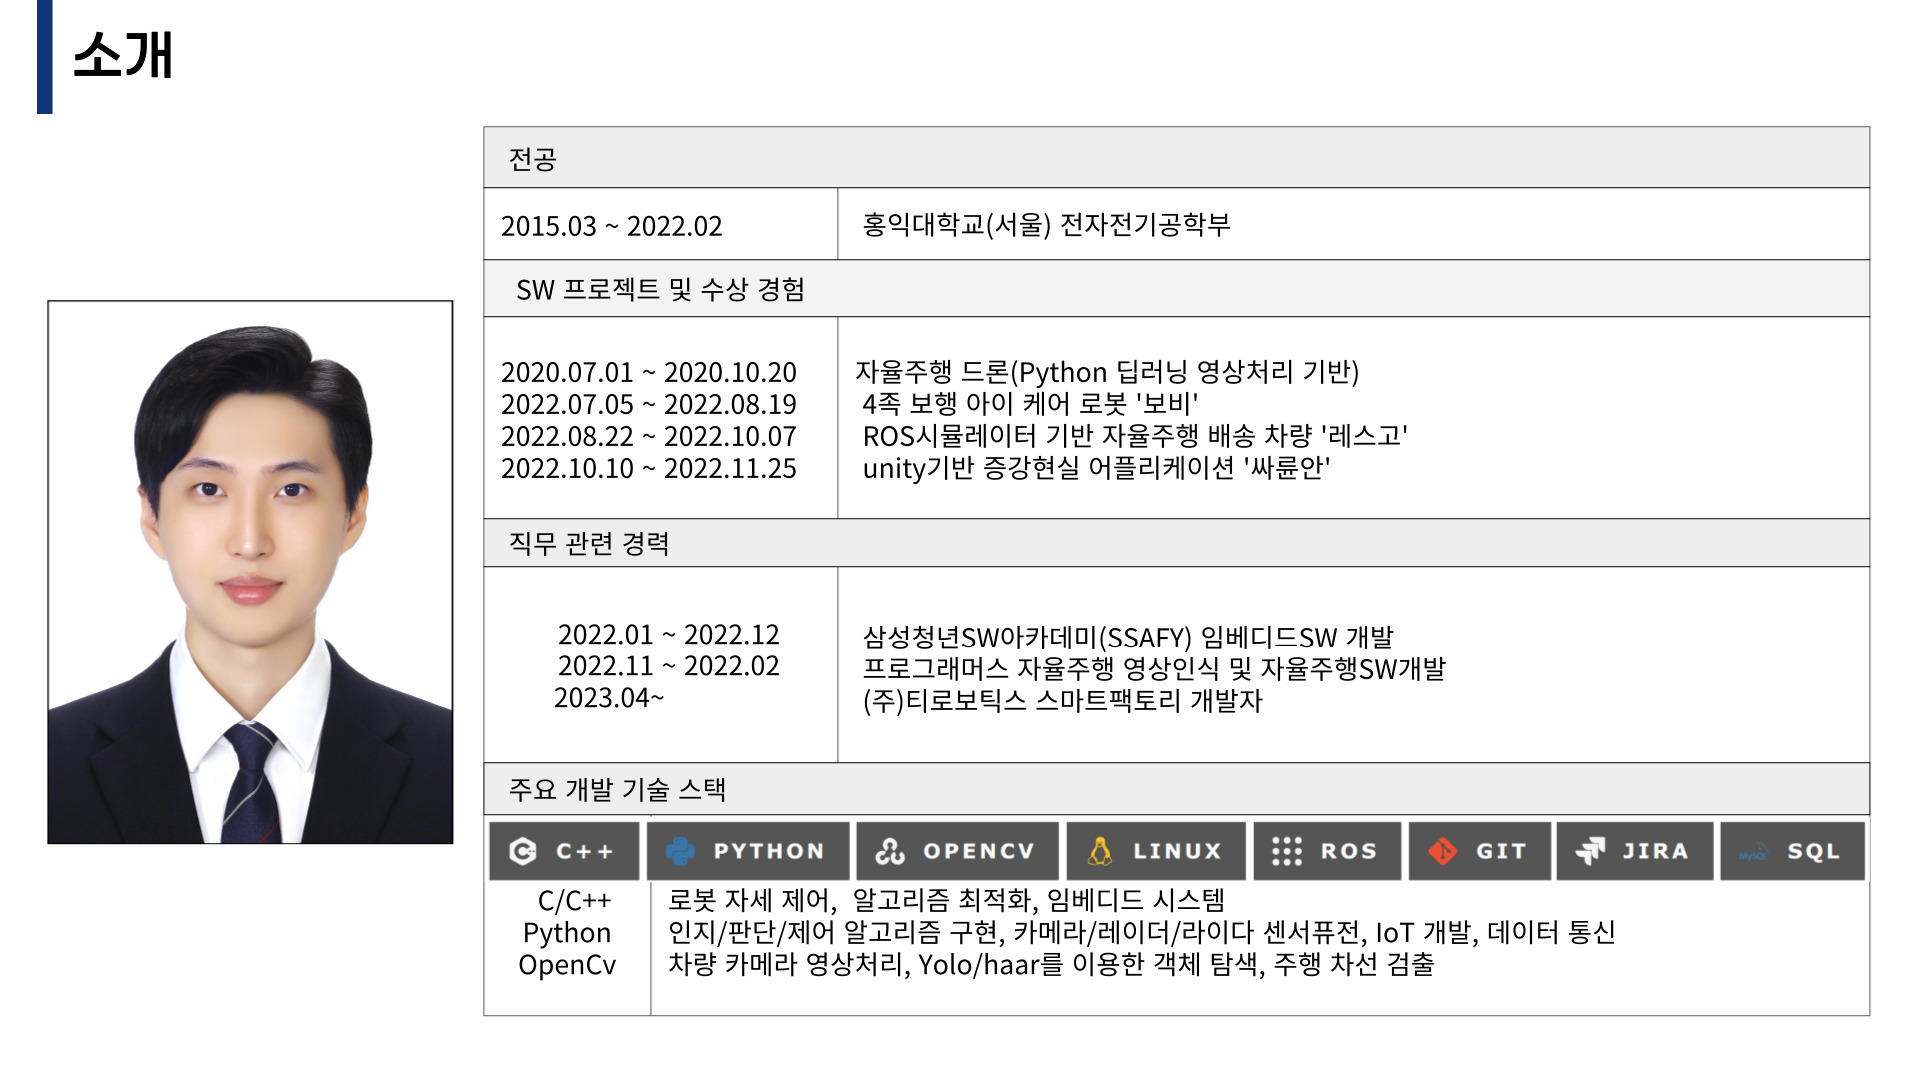 소개
전공
2015.03 ~ 2022.02 홍익대학교(서울) 전자전기공학부
SW 프로젝트 및 수상 경험
2020.07.01 ~ 2020.10.20 자율주행 드론(Python 딥러닝 영상처리 기반)
2022.07.05 ~ 2022.08.19 4족 보행 아이 케어 로봇 '보비'
2022.08.22 ~ 2022.10.07 ROS시뮬레이터 기반 자율주행 배송 차량 '레스고'
2022.10.10 ~ 2022.11.25 unity기반 증강현실 어플리케이션 '싸륜안'
직무 관련 경력
2022.01 ~ 2022.12 삼성청년SW아카데미(SSAFY) 임베디드SW 개발
2022.11 ~ 2022.02 프로그래머스 자율주행 영상인식 및 자율주행SW개발
2023.04~ (주)티로보틱스 스마트팩토리 개발자
주요 개발 기술 스택
C++ PYTHON OPENCV LINUX ROS GIT JIRA MySQL SQL
C/C++ 로봇 자세 제어, 알고리즘 최적화, 임베디드 시스템
Python 인지/판단/제어 알고리즘 구현, 카메라/레이더/라이다 센서퓨전, IoT 개발, 데이터 통신
OpenCv 차량 카메라 영상처리, Yolo/haar를 이용한 객체 탐색, 주행 차선 검출